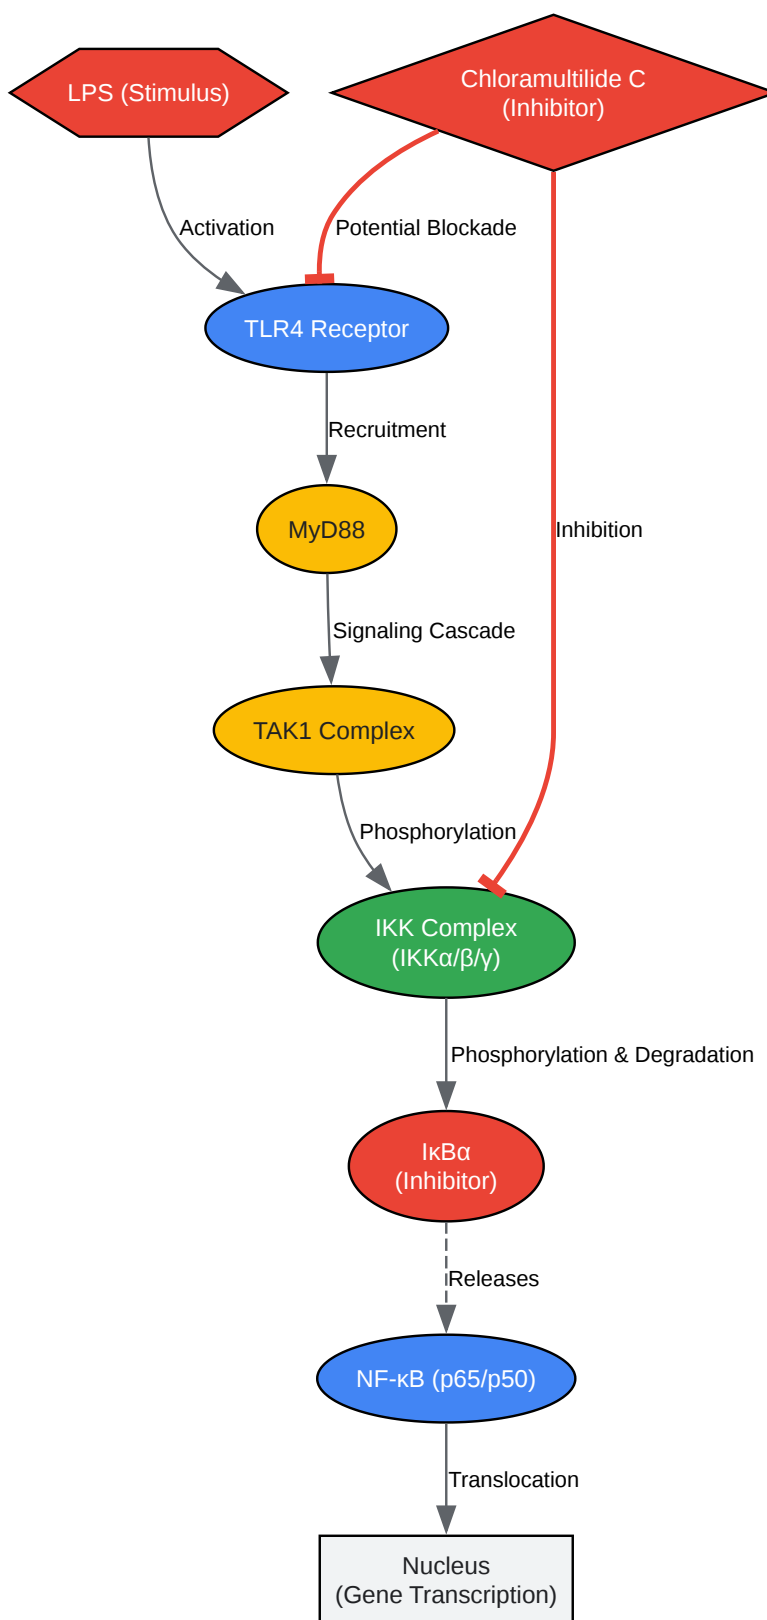 LPS (Stimulus)
Chloramultilide C
(Inhibitor)
Activation
Potential Blockade
TLR4 Receptor
Recruitment
MyD88
Inhibition
Signaling Cascade
TAK1 Complex
Phosphorylation
IKK Complex
(IKKα/β/γ)
Phosphorylation & Degradation
IκBα
(Inhibitor)
Releases
NF-κB (p65/p50)
Translocation
Nucleus
(Gene Transcription)